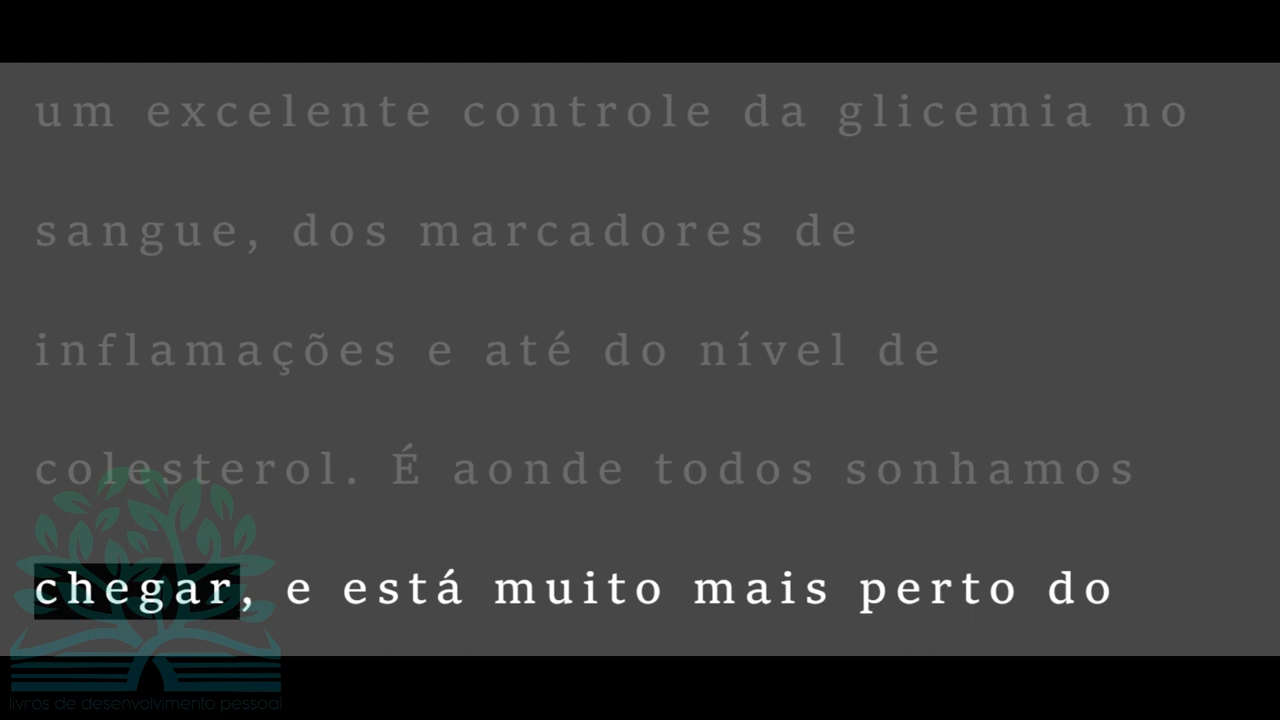 um excelente controle da glicemia no
sangue, dos marcadores de
inflamações e até do nível de
colesterol. É aonde todos sonhamos
chegar, e está muito mais perto do
livros de desenvolvimento pessoal